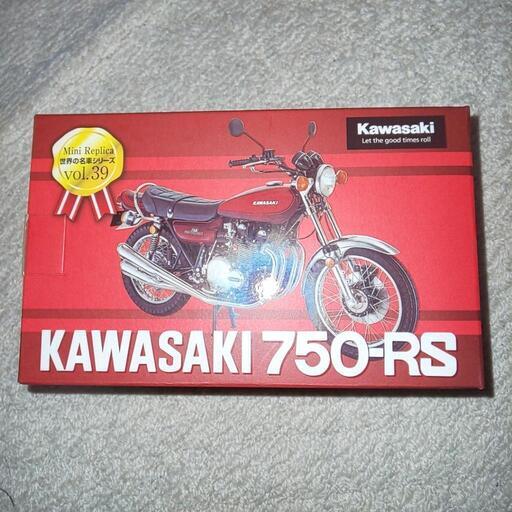 Mini Replica
世界の名車シリーズ
vol.39
Kawasaki
Let the good times roll
KAWASAKI
KAWASAKI 750-RS